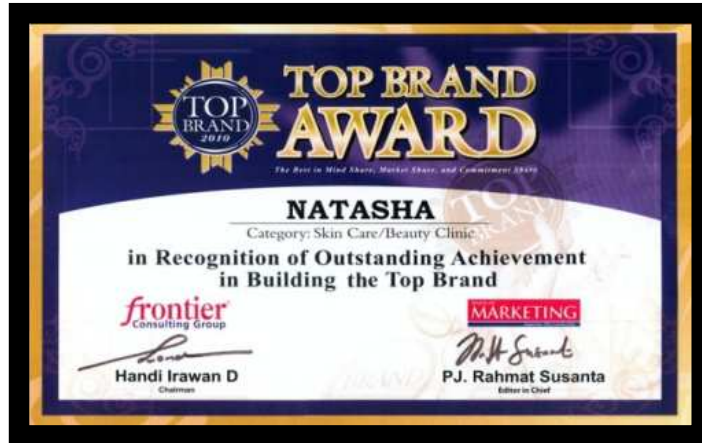 TOP
BRAND
2010
TOP BRAND
AWARD
The Best in Mind Share, Market Share, and Commitment Share
NATASHA
Category: Skin Care/Beauty Clinic
in Recognition of Outstanding Achievement
in Building the Top Brand
frontier
Consulting Group
MARKETING
Handi Irawan D
Chairman
PJ. Rahmat Susanta
Editor in Chief
TOP
BRAND